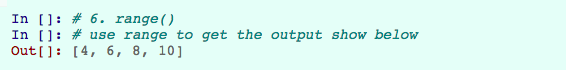 In []: # 6. range()
In []: # use range to get the output show below
Out[]: [4, 6, 8, 10]